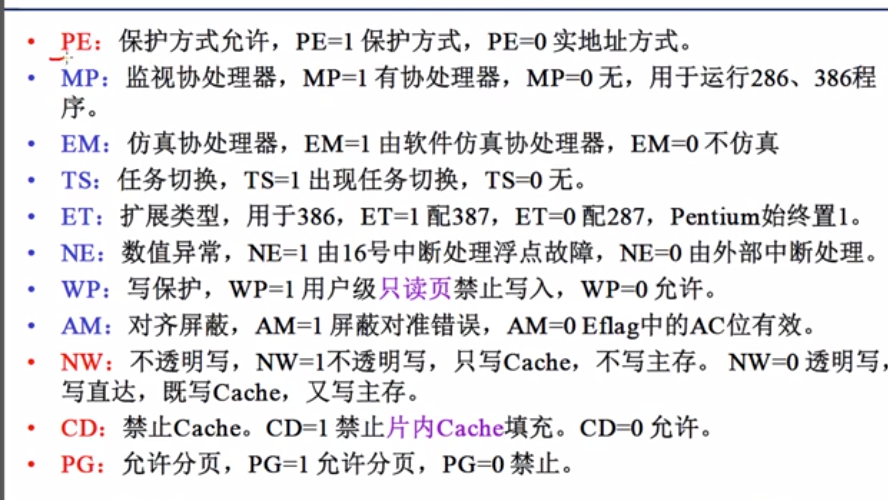 • PE：保护方式允许，PE=1 保护方式，PE=0 实地址方式。
• MP：监视协处理器，MP=1 有协处理器，MP=0 无，用于运行286、386程
序。
• EM：仿真协处理器，EM=1 由软件仿真协处理器，EM=0 不仿真
• TS：任务切换，TS=1 出现任务切换，TS=0 无。
• ET：扩展类型，用于386，ET=1 配387，ET=0 配287，Pentium始终置1。
• NE：数值异常，NE=1 由16号中断处理浮点故障，NE=0 由外部中断处理。
• WP：写保护，WP=1 用户级只读页禁止写入，WP=0 允许。
• AM：对齐屏蔽，AM=1 屏蔽对准错误，AM=0 Eflag中的AC位有效。
• NW：不透明写，NW=1不透明写，只写Cache，不写主存。 NW=0 透明写，
写直达，既写Cache，又写主存。
• CD：禁止Cache。CD=1 禁止片内Cache填充。CD=0 允许。
• PG：允许分页，PG=1 允许分页，PG=0 禁止。